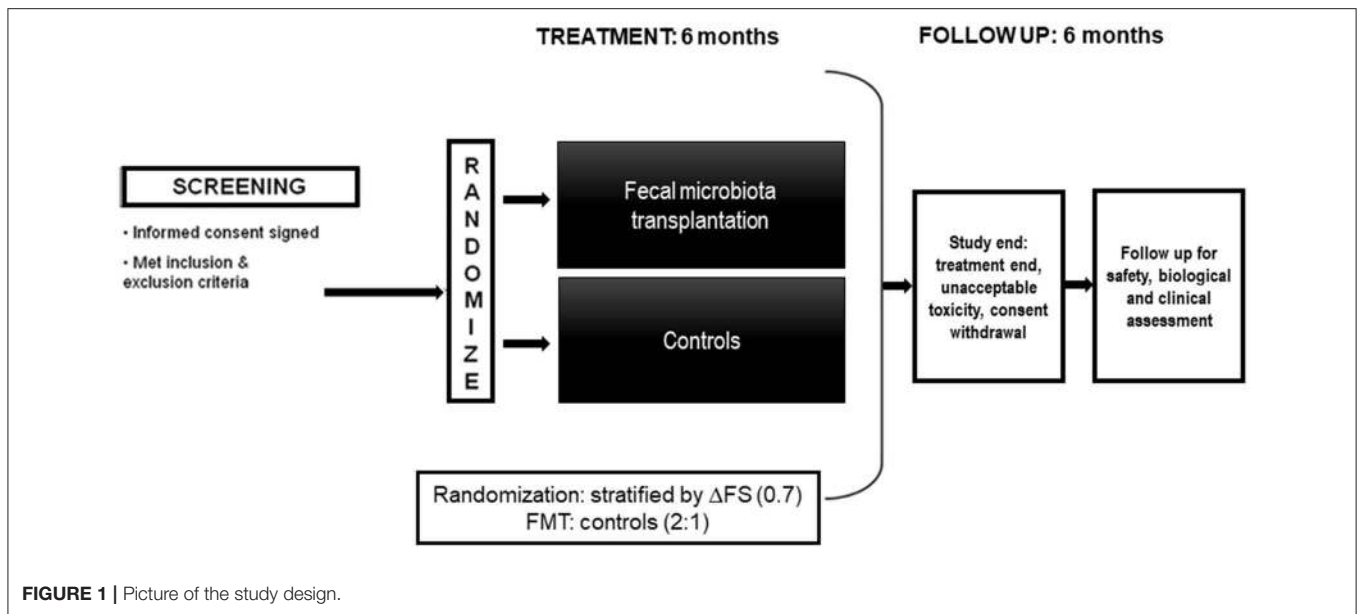 TREATMENT: 6 months
FOLLOW UP: 6 months
SCREENING
• Informed consent signed
• Met inclusion &
exclusion criteria
RANDOMIZE
Fecal microbiota
transplantation
Controls
Study end:
treatment end,
unacceptable
toxicity, consent
withdrawal
Follow up for
safety, biological
and clinical
assessment
Randomization: stratified by ΔFS (0.7)
FMT: controls (2:1)
FIGURE 1 | Picture of the study design.